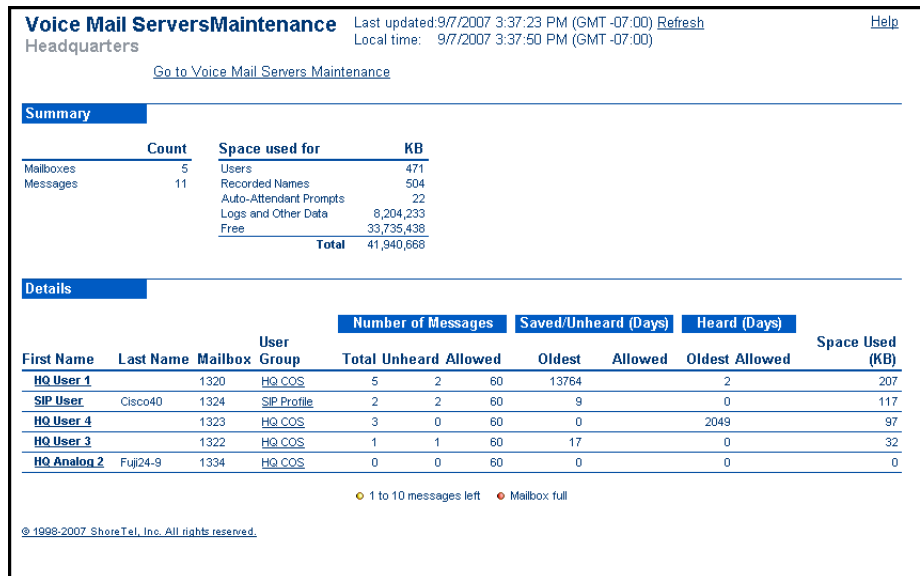 Voice Mail ServersMaintenance
Headquarters
Last updated:9/7/2007 3:37:23 PM (GMT -07:00) Refresh
Local time: 9/7/2007 3:37:50 PM (GMT -07:00)
Help
Go to Voice Mail Servers Maintenance
Summary
Count
Mailboxes 5
Messages 11
Space used for KB
Users 471
Recorded Names 504
Auto-Attendant Prompts 22
Logs and Other Data 8,204,233
Free 33,735,438
Total 41,940,668
Details
Number of Messages Saved/Unheard (Days) Heard (Days)
First Name Last Name Mailbox User Group Total Unheard Allowed Oldest Allowed Oldest Allowed Space Used (KB)
HQ User 1 1320 HQ COS 5 2 60 13764 2 207
SIP User Cisco40 1324 SIP Profile 2 2 60 9 0 117
HQ User 4 1323 HQ COS 3 0 60 0 2049 97
HQ User 3 1322 HQ COS 1 1 60 17 0 32
HQ Analog 2 Fuji24-9 1334 HQ COS 0 0 60 0 0 0
1 to 10 messages left Mailbox full
© 1998-2007 ShoreTel, Inc. All rights reserved.